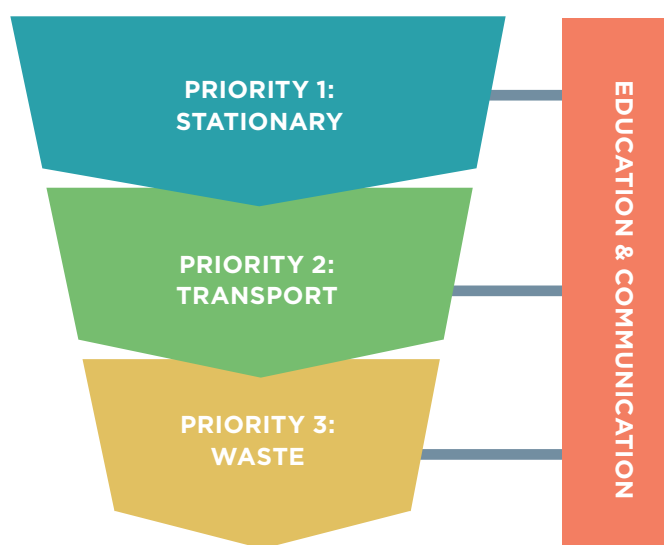 PRIORITY 1:
STATIONARY
PRIORITY 2:
TRANSPORT
PRIORITY 3:
WASTE
EDUCATION & COMMUNICATION